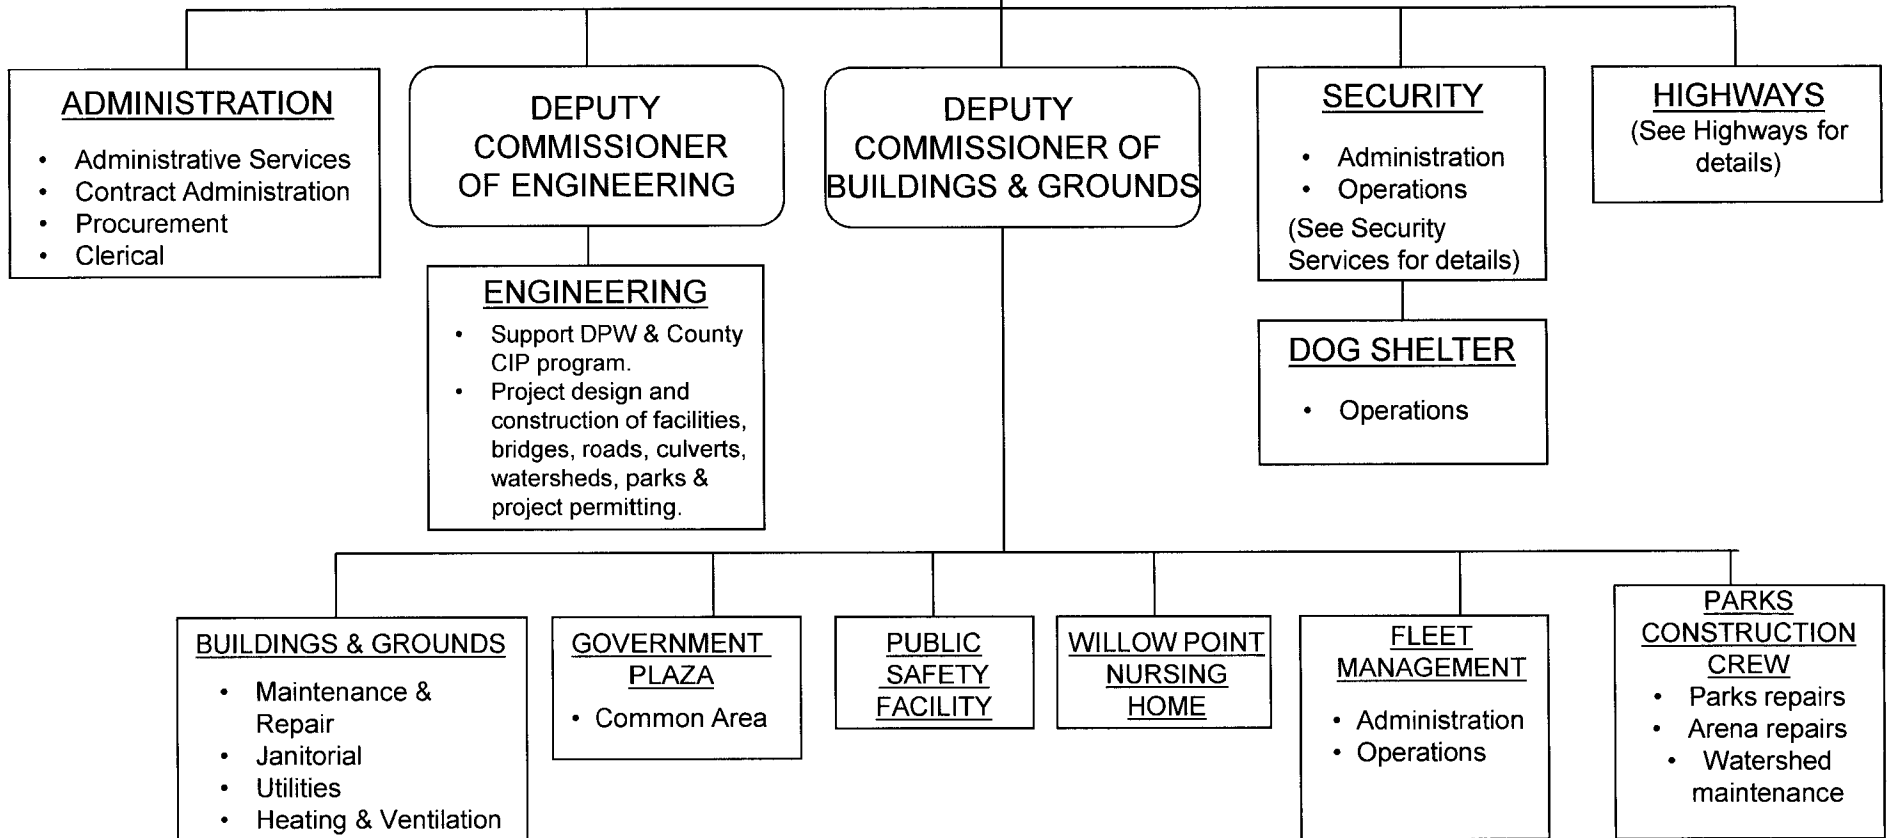 ADMINISTRATION
• Administrative Services
• Contract Administration
• Procurement
• Clerical
DEPUTY
COMMISSIONER
OF ENGINEERING
DEPUTY
COMMISSIONER OF
BUILDINGS & GROUNDS
SECURITY
• Administration
• Operations
(See Security
Services for details)
HIGHWAYS
(See Highways for
details)
ENGINEERING
• Support DPW & County
CIP program.
• Project design and
construction of facilities,
bridges, roads, culverts,
watersheds, parks &
project permitting.
DOG SHELTER
• Operations
BUILDINGS & GROUNDS
• Maintenance &
Repair
• Janitorial
• Utilities
• Heating & Ventilation
GOVERNMENT
PLAZA
• Common Area
PUBLIC
SAFETY
FACILITY
WILLOW POINT
NURSING
HOME
FLEET
MANAGEMENT
• Administration
• Operations
PARKS
CONSTRUCTION
CREW
• Parks repairs
• Arena repairs
• Watershed
maintenance